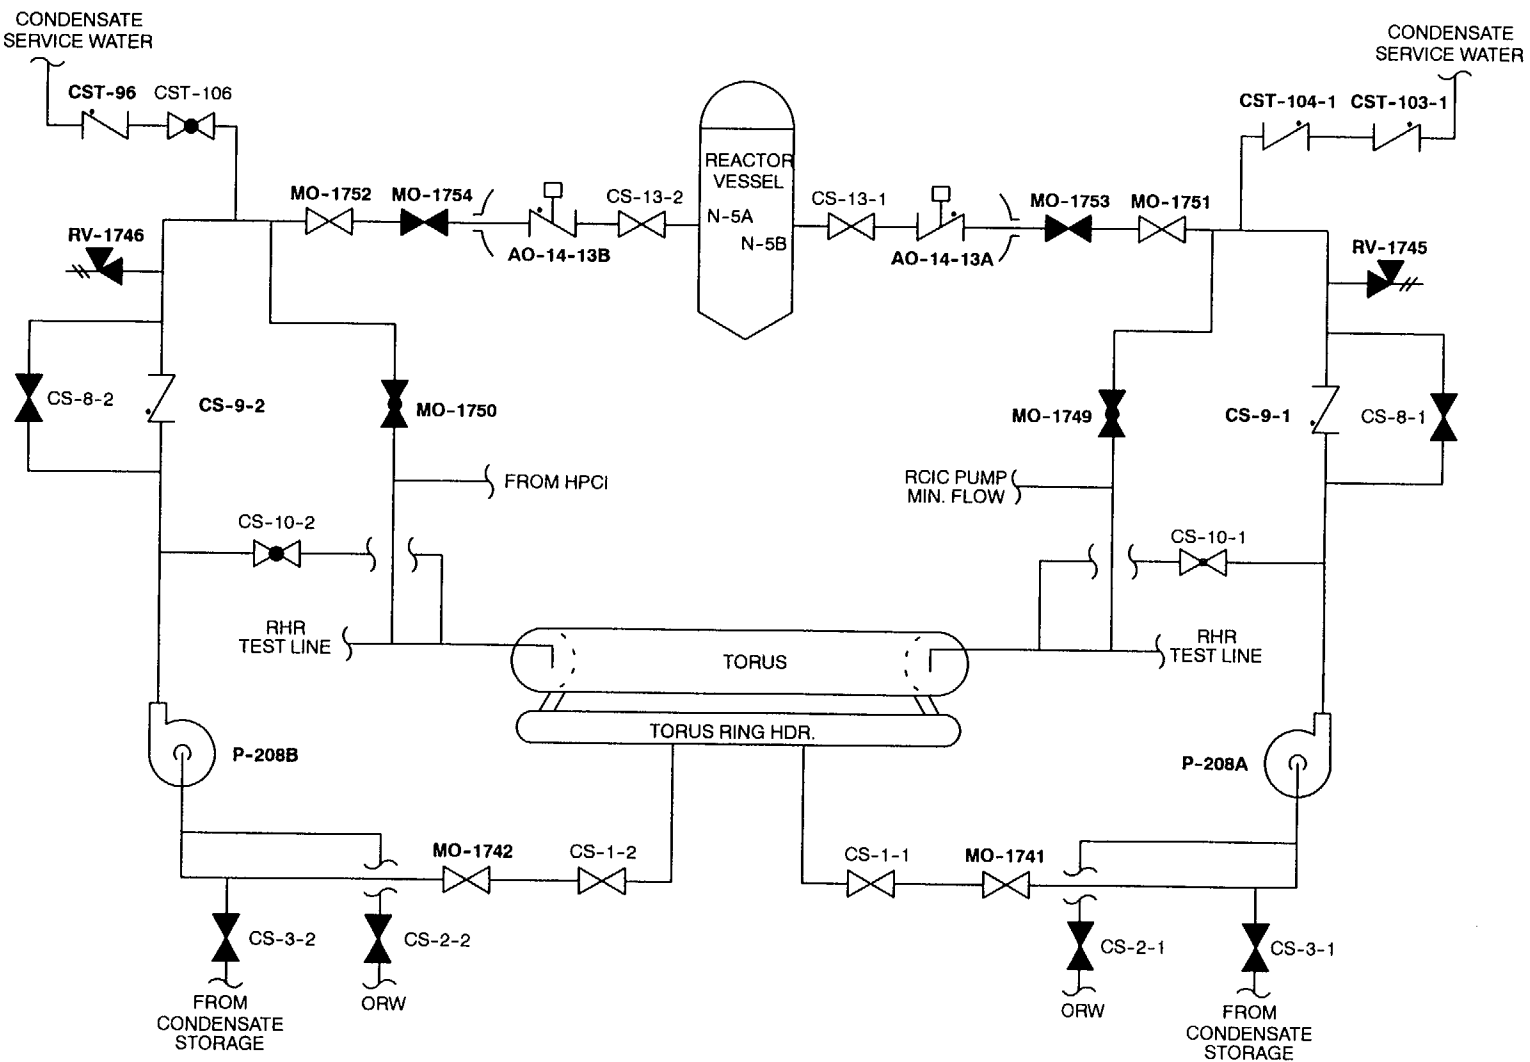 CONDENSATE
SERVICE WATER
CONDENSATE
SERVICE WATER
CST-96
CST-106
CST-104-1
CST-103-1
REACTOR
VESSEL
N-5A
N-5B
MO-1752
MO-1754
CS-13-2
CS-13-1
MO-1753
MO-1751
AO-14-13B
AO-14-13A
RV-1746
RV-1745
CS-8-2
CS-9-2
MO-1750
MO-1749
CS-9-1
CS-8-1
FROM HPCI
RCIC PUMP
MIN. FLOW
CS-10-2
CS-10-1
RHR
TEST LINE
TORUS
RHR
TEST LINE
TORUS RING HDR.
P-208B
P-208A
MO-1742
CS-1-2
CS-1-1
MO-1741
CS-3-2
CS-2-2
CS-2-1
CS-3-1
FROM
CONDENSATE
STORAGE
ORW
ORW
FROM
CONDENSATE
STORAGE